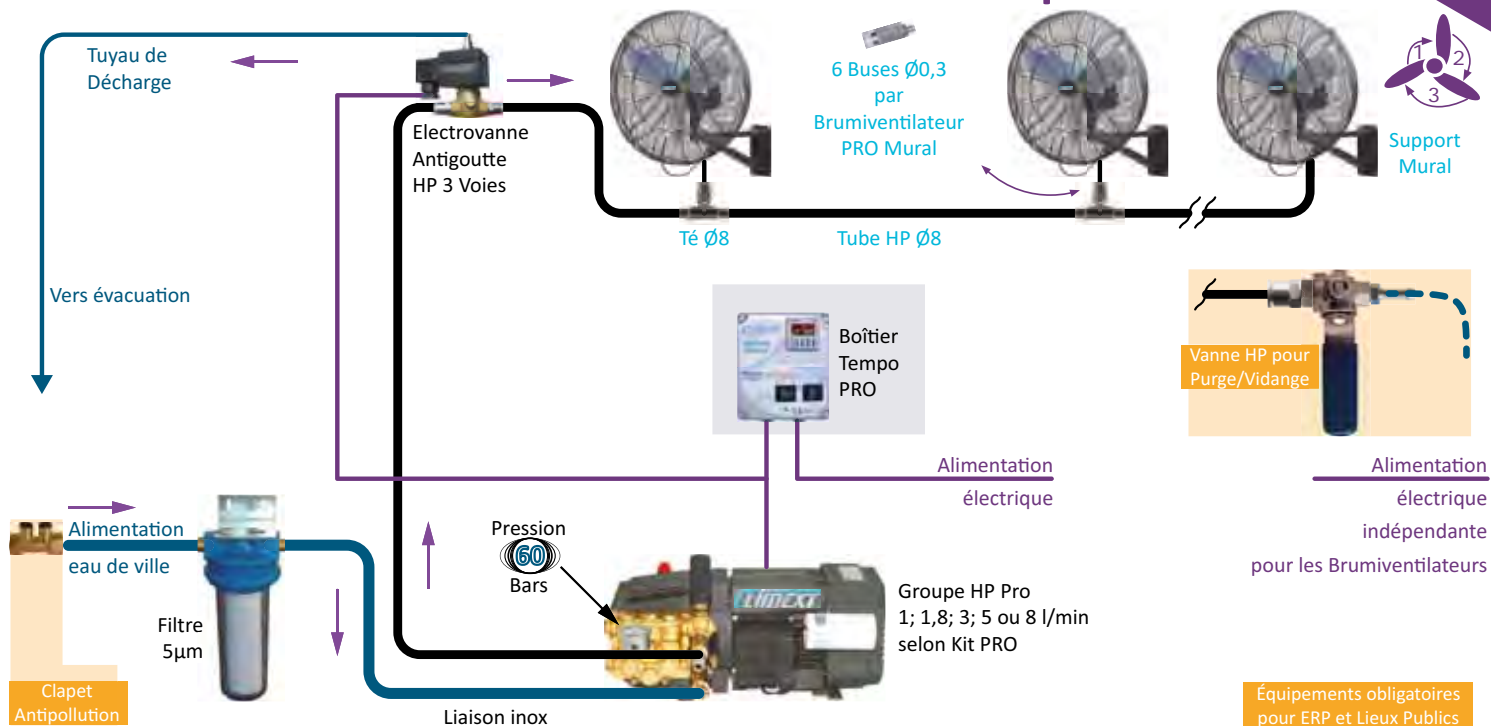 Tuyau de
Décharge
Electrovanne
Antigoutte
HP 3 Voies
6 Buses Ø0,3
par
Brumiventilateur
PRO Mural
1
2
3
Support
Mural
Té Ø8
Tube HP Ø8
Vers évacuation
Boîtier
Tempo
PRO
Vanne HP pour
Purge/Vidange
Alimentation
électrique
Alimentation
électrique
indépendante
pour les Brumiventilateurs
Alimentation
eau de ville
Pression
60
Bars
Filtre
5µm
Groupe HP Pro
1; 1,8; 3; 5 ou 8 l/min
selon Kit PRO
Clapet
Antipollution
Liaison inox
Équipements obligatoires
pour ERP et Lieux Publics